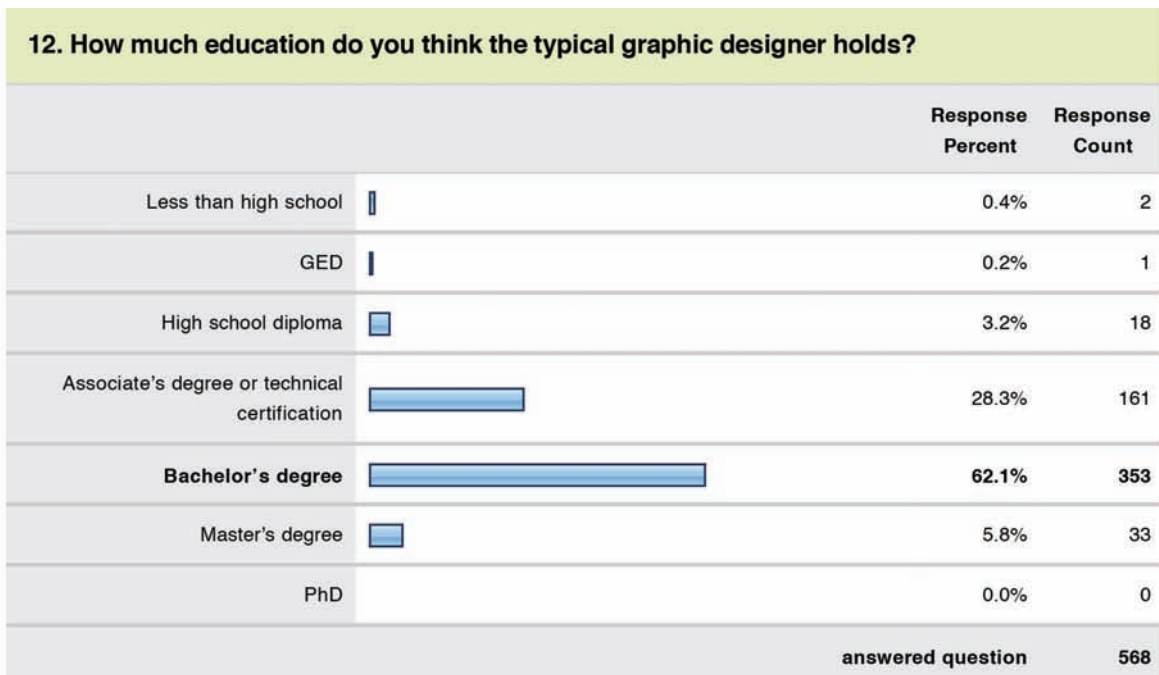 12. How much education do you think the typical graphic designer holds?
Response Response
Percent Count
Less than high school 0.4% 2
GED 0.2% 1
High school diploma 3.2% 18
Associate’s degree or technical
certification 28.3% 161
Bachelor’s degree 62.1% 353
Master’s degree 5.8% 33
PhD 0.0% 0
answered question 568